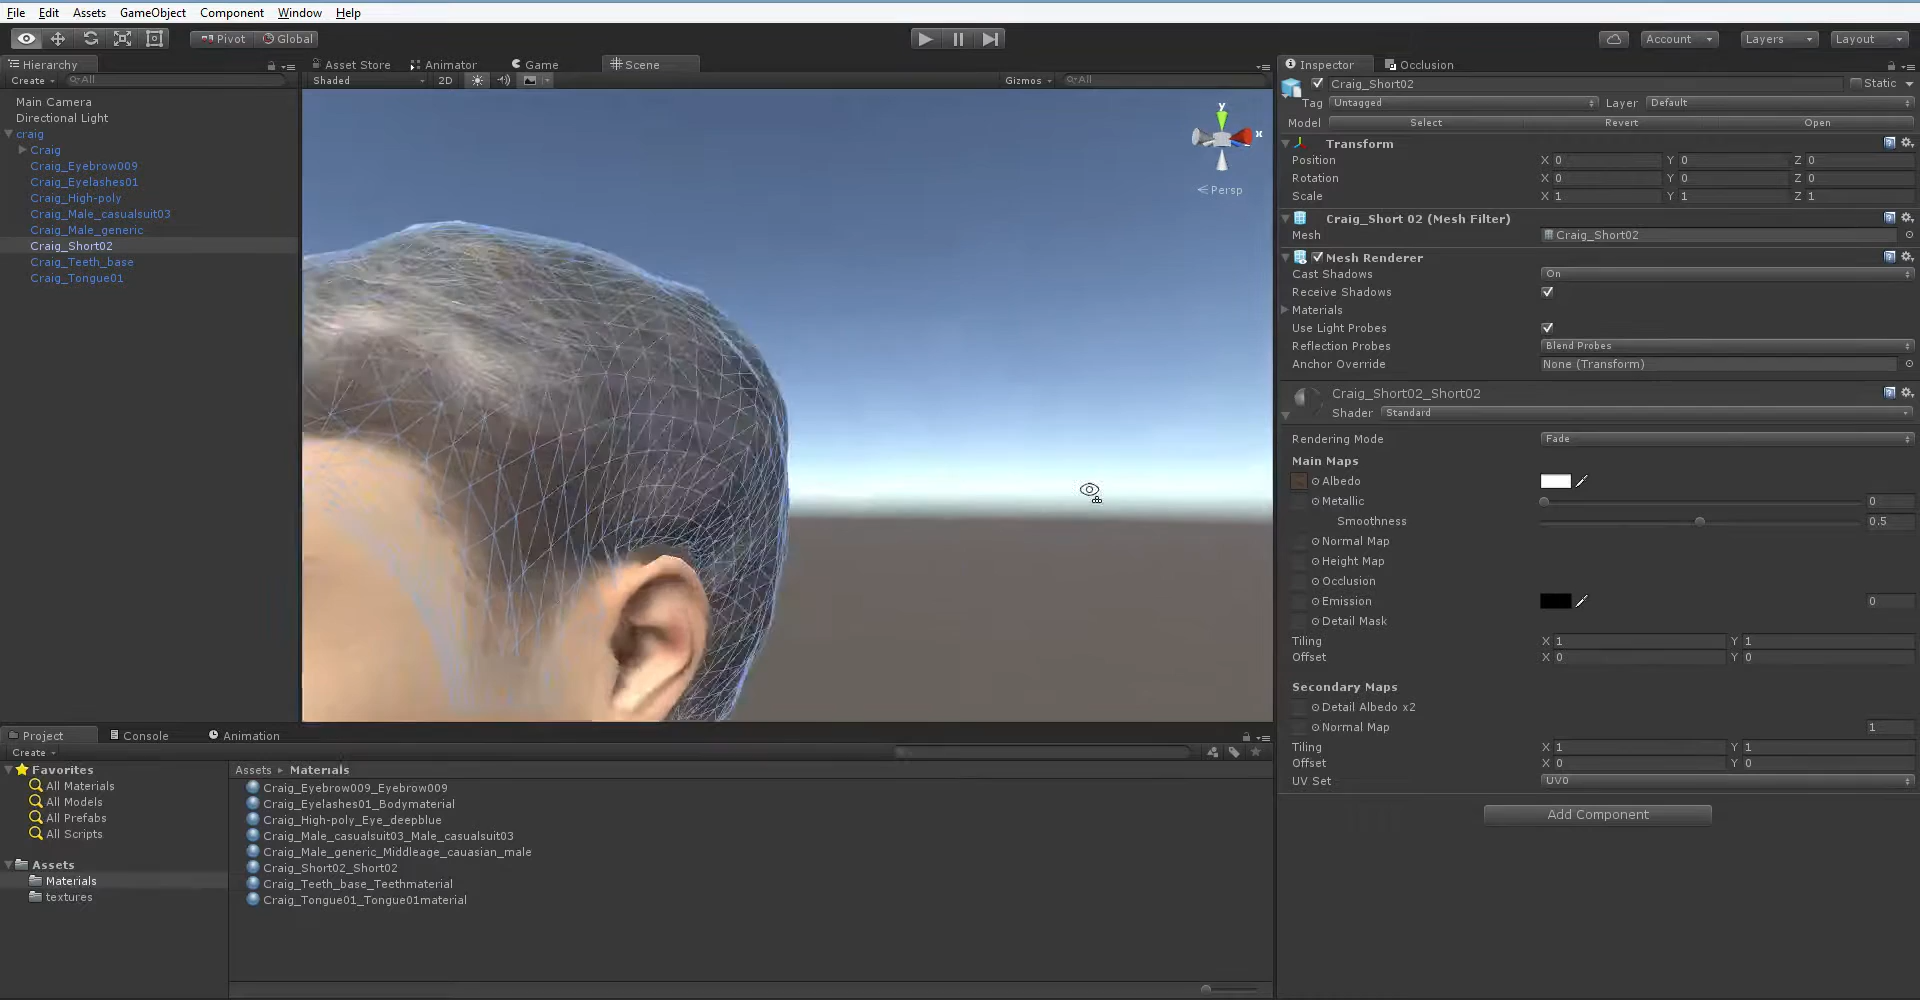 File Edit Assets GameObject Component Window Help
Pivot Global Account Layers Layout
Hierarchy
Create All
Main Camera
Directional Light
craig
Craig
Craig_Eyebrow009
Craig_Eyelashes01
Craig_High-poly
Craig_Male_casualsuit03
Craig_Male_generic
Craig_Short02
Craig_Teeth_base
Craig_Tongue01
Asset Store Animator Game Scene
Shaded 2D Gizmos All
y
x
Persp
Inspector Occlusion
Craig_Short02 Static
Tag Untagged Layer Default
Model Select Revert Open
Transform
Position X 0 Y 0 Z 0
Rotation X 0 Y 0 Z 0
Scale X 1 Y 1 Z 1
Craig_Short 02 (Mesh Filter)
Mesh Craig_Short02
Mesh Renderer
Cast Shadows On
Receive Shadows
Materials
Use Light Probes
Reflection Probes Blend Probes
Anchor Override None (Transform)
Craig_Short02_Short02
Shader Standard
Rendering Mode Fade
Main Maps
Albedo
Metallic 0
Smoothness 0.5
Normal Map
Height Map
Occlusion
Emission 0
Detail Mask
Tiling X 1 Y 1
Offset X 0 Y 0
Secondary Maps
Detail Albedo x2
Normal Map 1
Tiling X 1 Y 1
Offset X 0 Y 0
UV Set UV0
Add Component
Project Console Animation
Create
Favorites
All Materials
All Models
All Prefabs
All Scripts
Assets
Materials
textures
Assets Materials
Craig_Eyebrow009_Eyebrow009
Craig_Eyelashes01_Bodymaterial
Craig_High-poly_Eye_deepblue
Craig_Male_casualsuit03_Male_casualsuit03
Craig_Male_generic_Middleage_cauasian_male
Craig_Short02_Short02
Craig_Teeth_base_Teethmaterial
Craig_Tongue01_Tongue01material